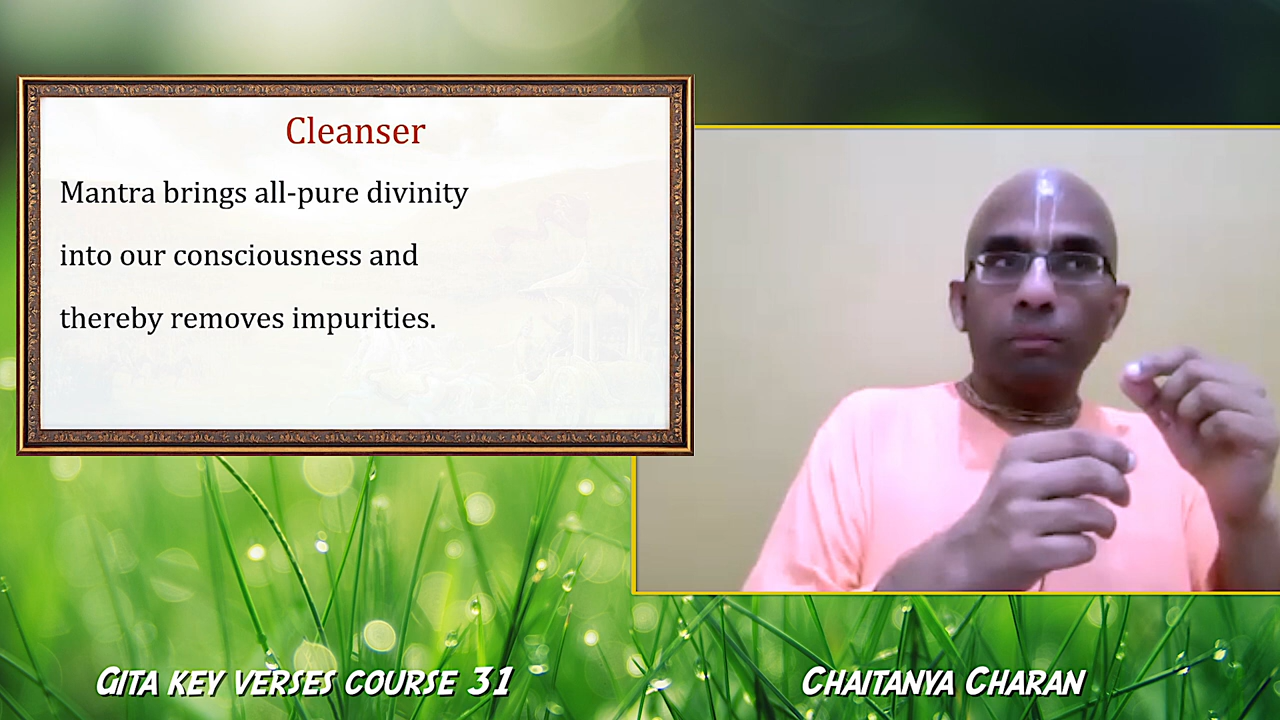 Cleanser
Mantra brings all-pure divinity
into our consciousness and
thereby removes impurities.
Gita key verses course 31
Chaitanya Charan